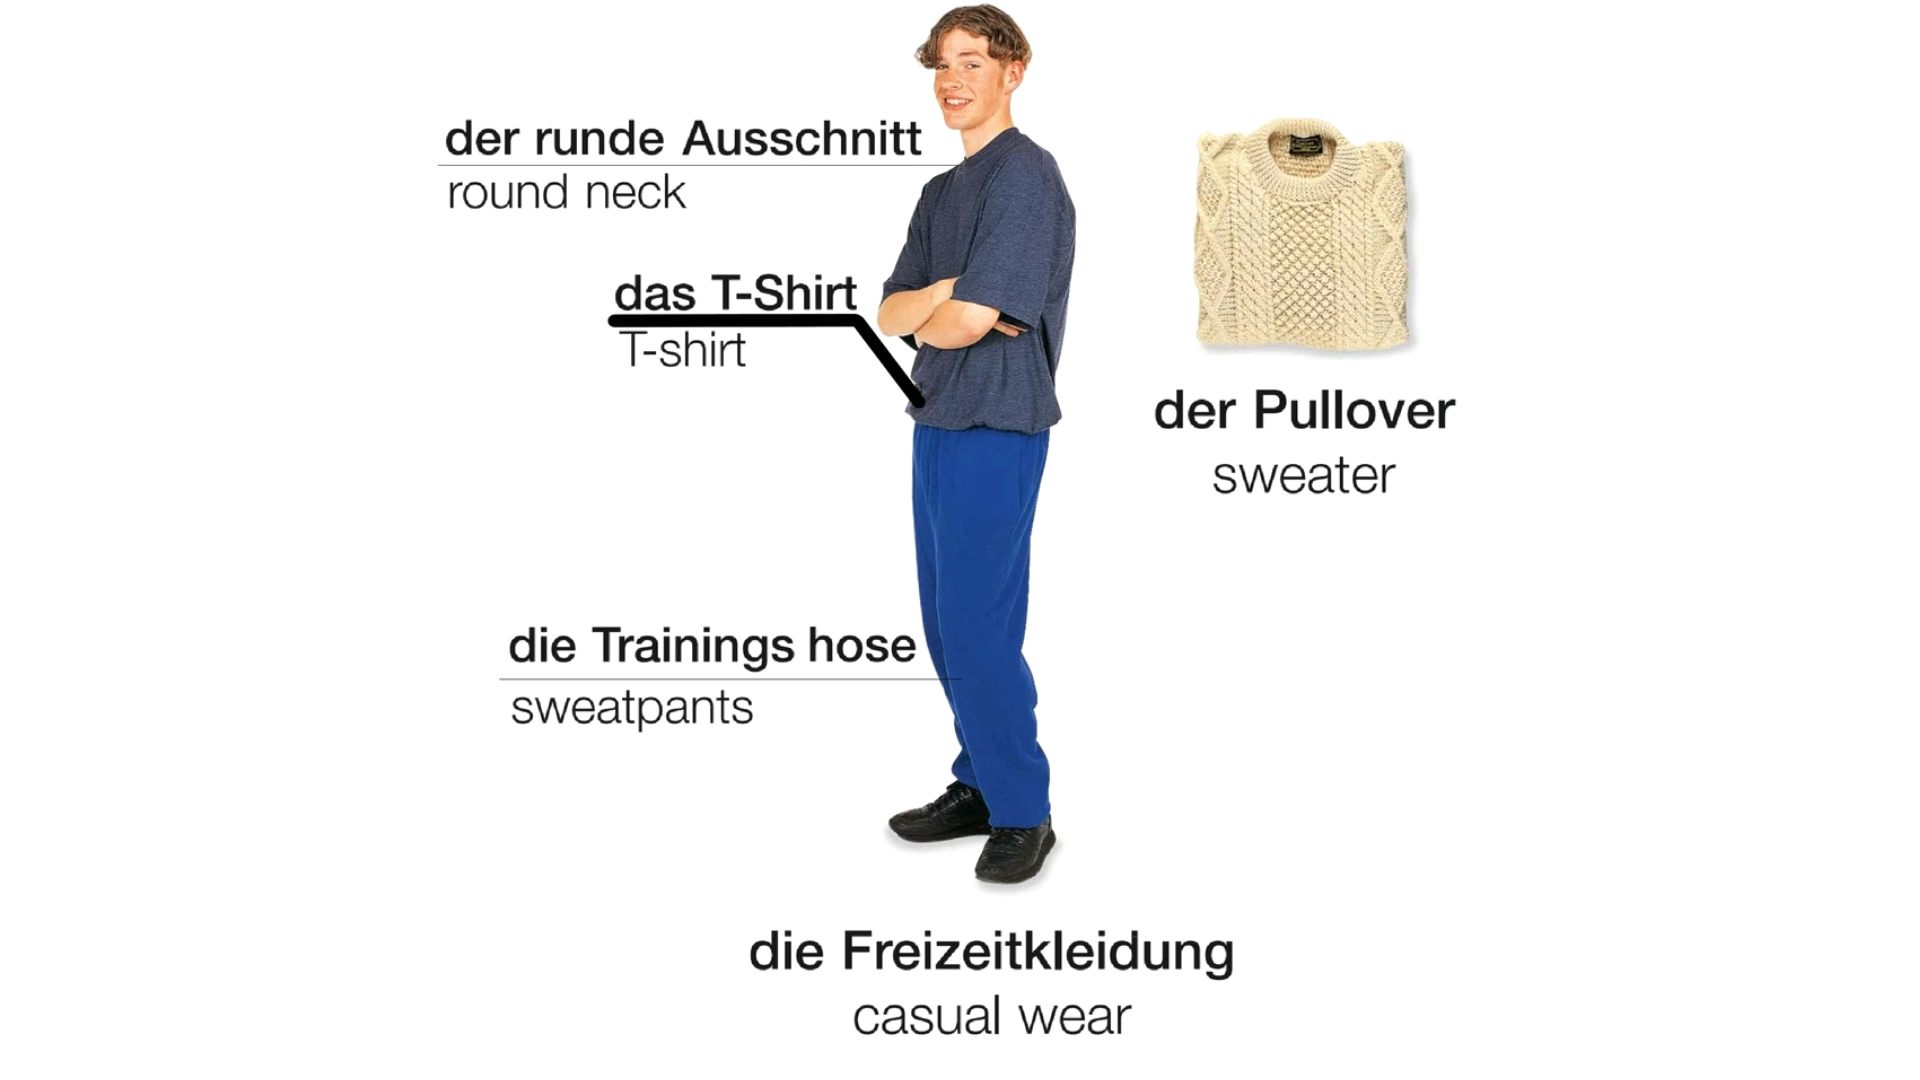 der runde Ausschnitt
round neck
das T-Shirt
T-shirt
der Pullover
sweater
die Trainings hose
sweatpants
die Freizeitkleidung
casual wear